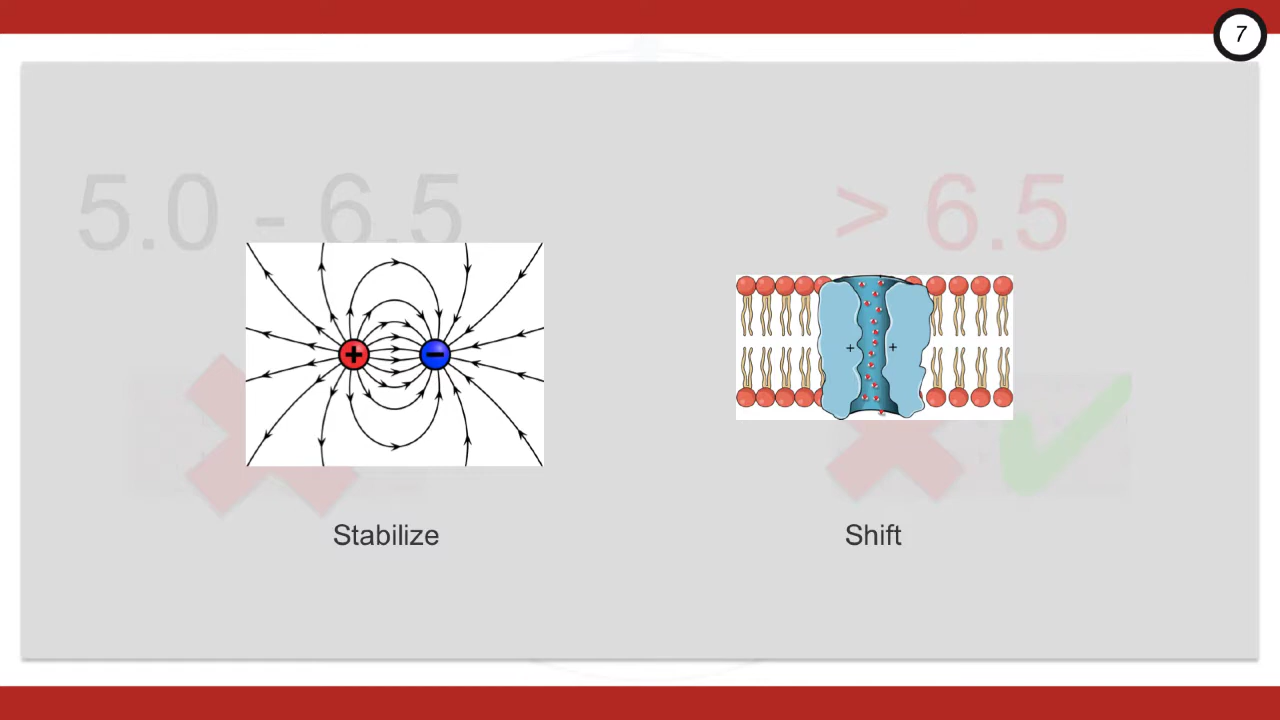 7
5.0 - 6.5
> 6.5
+ −
+ +
Stabilize
Shift